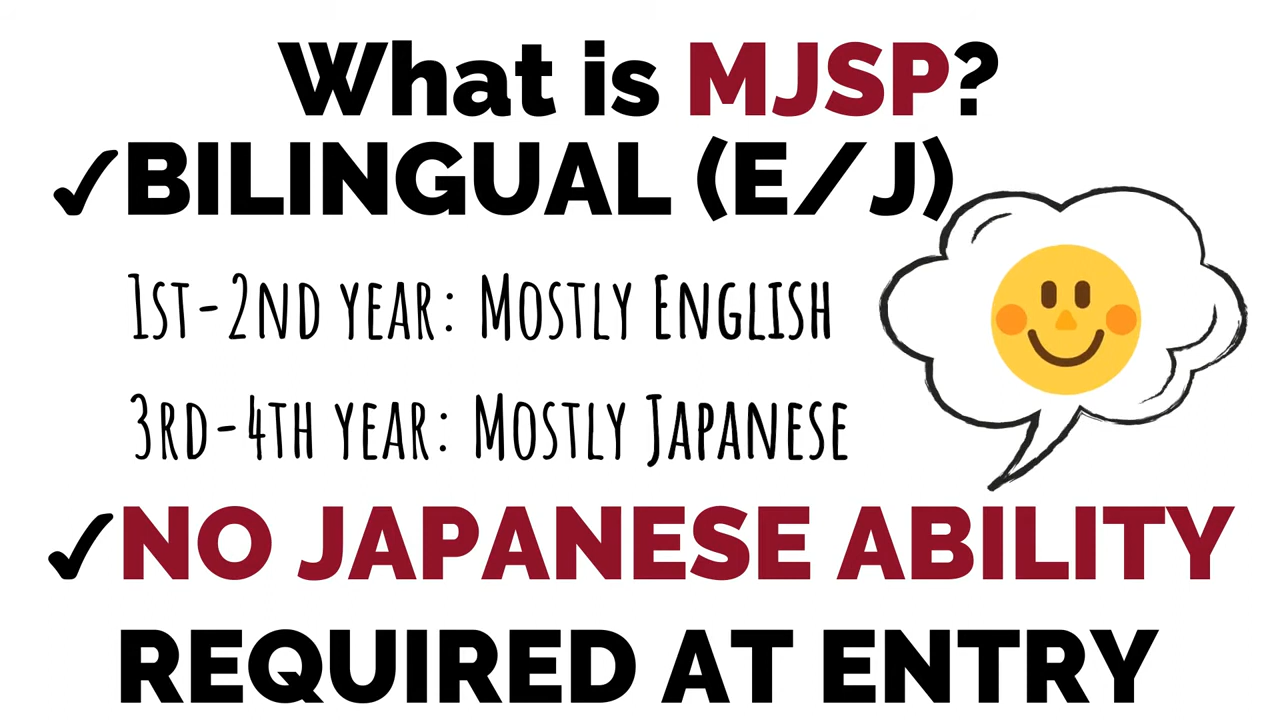 What is MJSP?
✓BILINGUAL (E/J)
1st-2nd year: Mostly English
3rd-4th year: Mostly Japanese
✓NO JAPANESE ABILITY
REQUIRED AT ENTRY